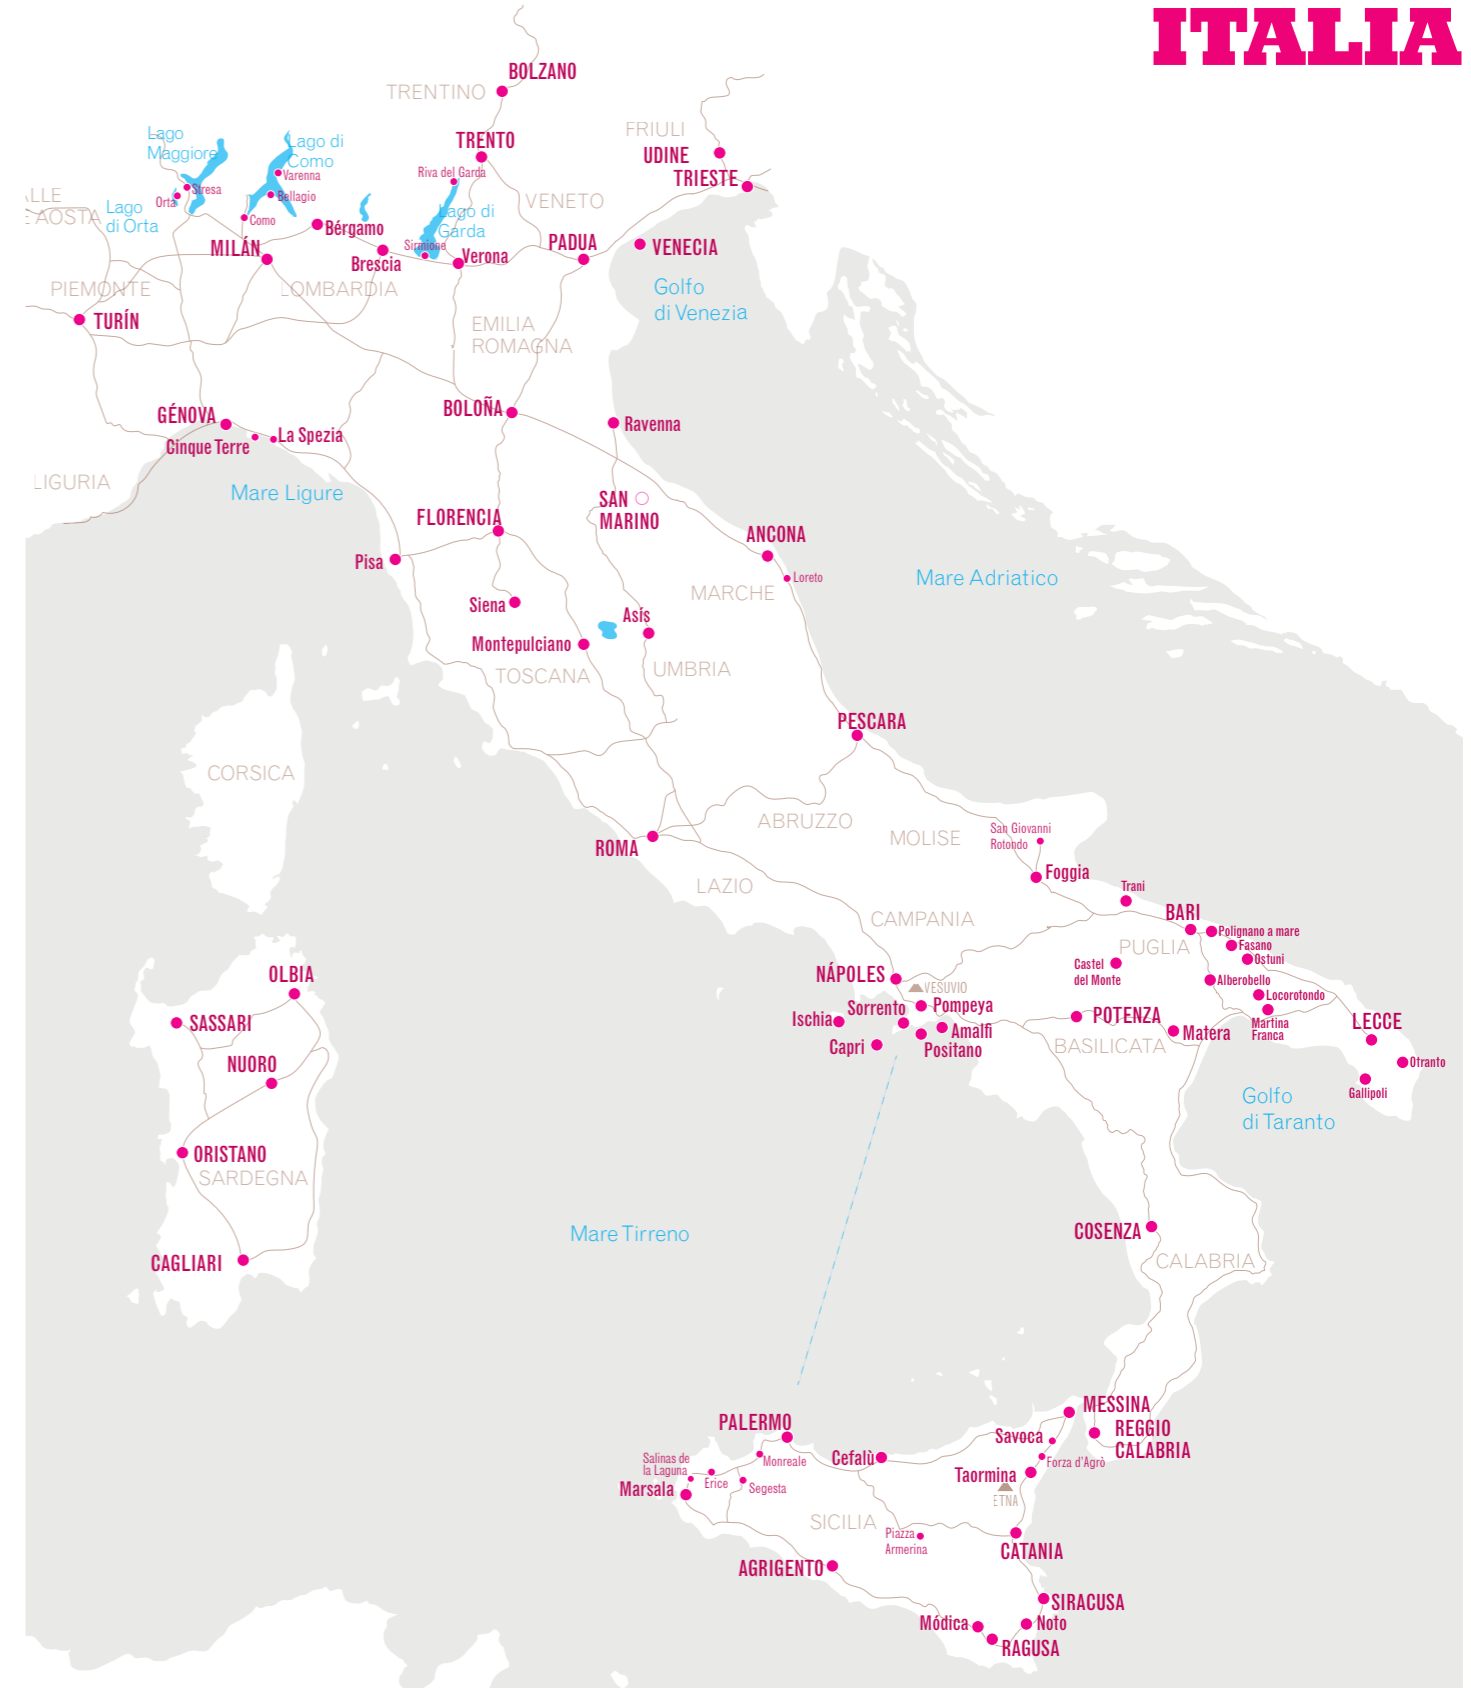 ITALIA
BOLZANO
TRENTINO
TRENTO
FRIULI
UDINE
TRIESTE
Lago
Maggiore
Lago di
Como
Varenna
Stresa
Orta
Bellagio
Como
Lago
di Orta
AOSTA
Riva del Garda
VENETO
Lago di
Garda
Bérgamo
MILÁN
Brescia
Sirmione
Verona
PADUA
VENECIA
Golfo
di Venezia
PIEMONTE
LOMBARDIA
TURÍN
EMILIA
ROMAGNA
GÉNOVA
BOLOÑA
Ravenna
Cinque Terre
La Spezia
LIGURIA
Mare Ligure
SAN
MARINO
FLORENCIA
ANCONA
Pisa
Loreto
Mare Adriatico
MARCHE
Siena
Asís
Montepulciano
TOSCANA
UMBRIA
PESCARA
CORSICA
ABRUZZO
MOLISE
San Giovanni
Rotondo
ROMA
Foggia
LAZIO
Trani
CAMPANIA
BARI
Polignano a mare
PUGLIA
Fasano
Ostuni
Castel
del Monte
OLBIA
NÁPOLES
Alberobello
VESUVIO
Locorotondo
Pompeya
Sorrento
SASSARI
Ischia
POTENZA
Martina
Franca
LECCE
Amalfi
Matera
Capri
Positano
BASILICATA
NUORO
Otranto
Gallipoli
Golfo
di Taranto
ORISTANO
SARDEGNA
Mare Tirreno
COSENZA
CAGLIARI
CALABRIA
MESSINA
PALERMO
REGGIO
CALABRIA
Savoca
Cefalù
Monreale
Forza d'Agrò
Salinas de
la Laguna
Erice
Segesta
Taormina
Marsala
ETNA
SICILIA
Piazza
Armerina
CATANIA
AGRIGENTO
SIRACUSA
Módica
Noto
RAGUSA